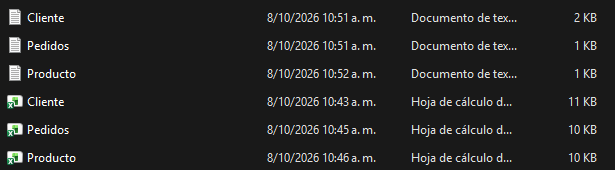 Cliente 8/10/2026 10:51 a. m. Documento de tex... 2 KB
Pedidos 8/10/2026 10:51 a. m. Documento de tex... 1 KB
Producto 8/10/2026 10:52 a. m. Documento de tex... 1 KB
Cliente 8/10/2026 10:43 a. m. Hoja de cálculo d... 11 KB
Pedidos 8/10/2026 10:45 a. m. Hoja de cálculo d... 10 KB
Producto 8/10/2026 10:46 a. m. Hoja de cálculo d... 10 KB